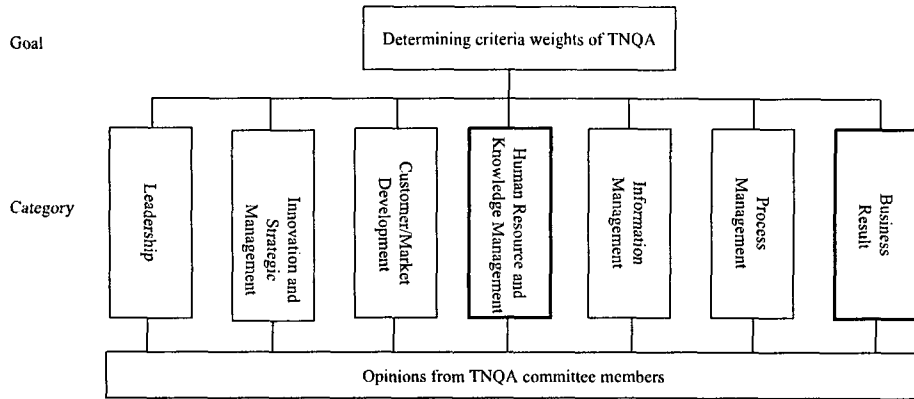 Goal
Determining criteria weights of TNQA
Category
Leadership
Innovation and
Strategic
Management
Customer/Market
Development
Human Resource and
Knowledge Management
Information
Management
Process
Management
Business
Result
Opinions from TNQA committee members